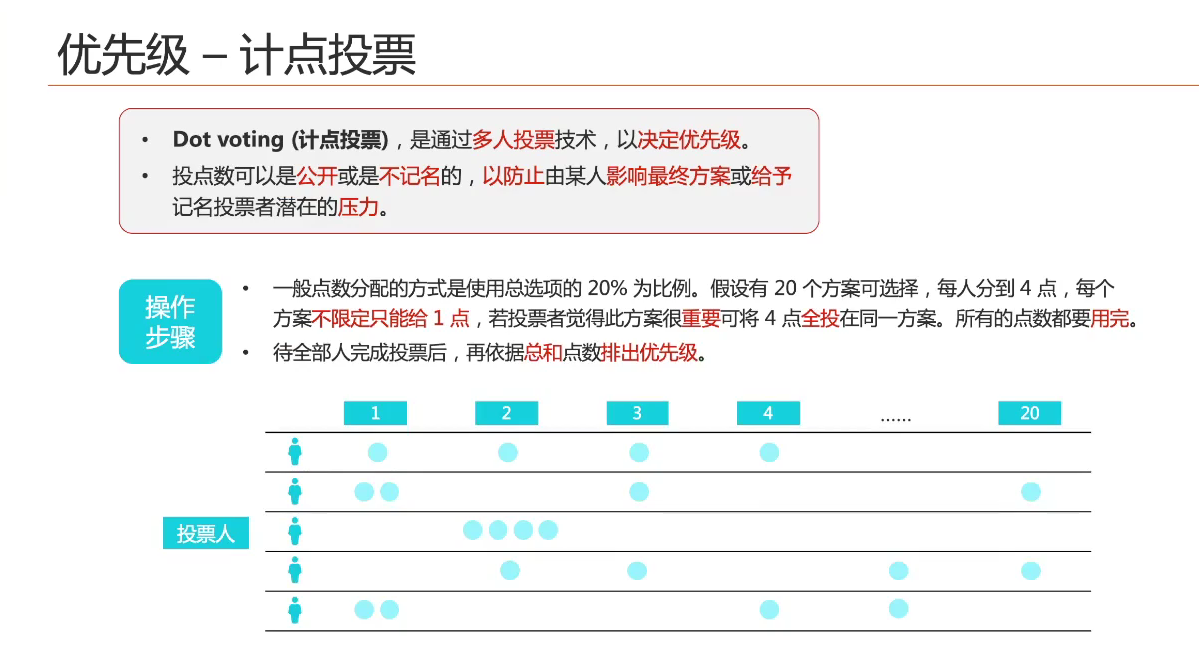 优先级 – 计点投票
• Dot voting (计点投票)，是通过多人投票技术，以决定优先级。
• 投点数可以是公开或是不记名的，以防止由某人影响最终方案或给予
记名投票者潜在的压力。
操作
步骤
• 一般点数分配的方式是使用总选项的 20% 为比例。假设有 20 个方案可选择，每人分到 4 点，每个
方案不限定只能给 1 点，若投票者觉得此方案很重要可将 4 点全投在同一方案。所有的点数都要用完。
• 待全部人完成投票后，再依据总和点数排出优先级。
1 2 3 4 …… 20
投票人